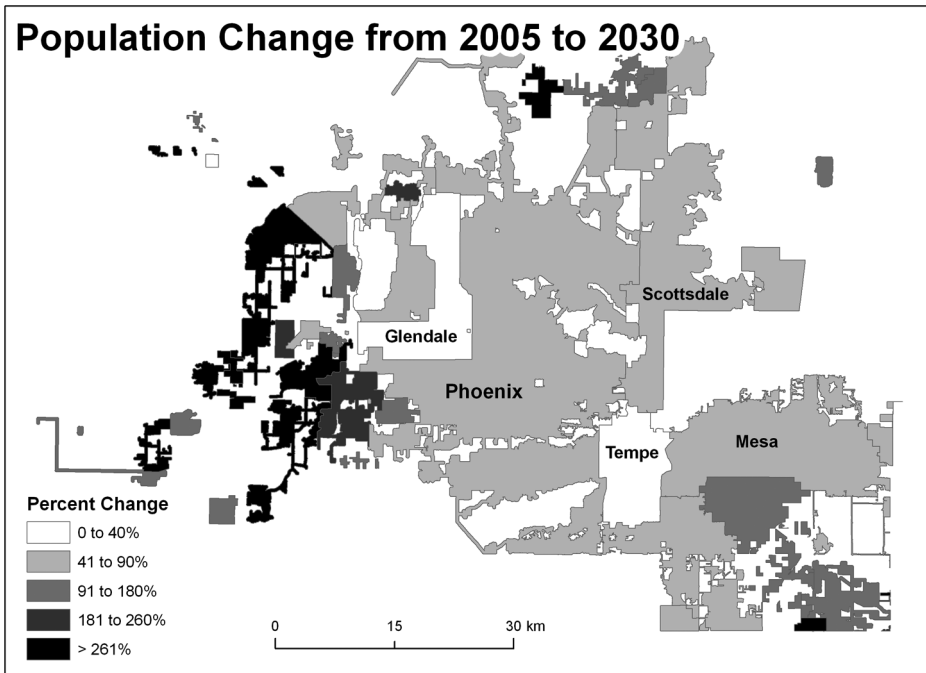 Population Change from 2005 to 2030
Scottsdale
Glendale
Phoenix
Mesa
Tempe
Percent Change
0 to 40%
41 to 90%
91 to 180%
181 to 260%
> 261%
0 15 30 km